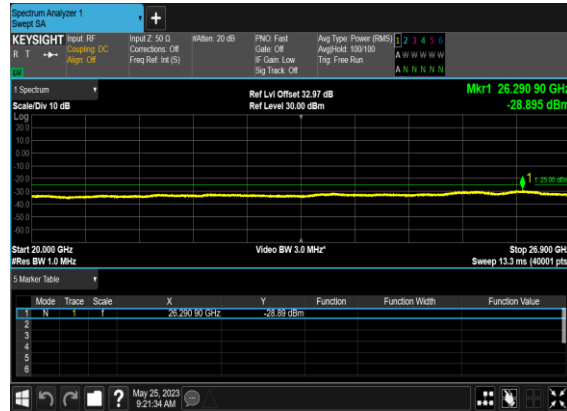 Spectrum Analyzer 1
Swept SA
+
KEYSIGHT
R T
LW
Input: RF
Coupling: DC
Align: Off
Input Z: 50 Ω
Corrections: Off
Freq Ref: Int (S)
#Atten: 20 dB
PNO: Fast
Gate: Off
IF Gain: Low
Sig Track: Off
Avg Type: Power (RMS)
Avg|Hold: 100/100
Trig: Free Run
1 2 3 4 5 6
A W W W W W
A N N N N N
1 Spectrum
Scale/Div 10 dB
Ref Lvl Offset 32.97 dB
Ref Level 30.00 dBm
Mkr1 26.290 90 GHz
-28.895 dBm
Log
20.0
10.0
0.00
-10.0
-20.0
-30.0
-40.0
-50.0
-60.0
1
-25.00 dBm
Start 20.000 GHz
#Res BW 1.0 MHz
Video BW 3.0 MHz*
Stop 26.900 GHz
Sweep 13.3 ms (40001 pts
5 Marker Table
Mode Trace Scale X Y Function Function Width Function Value
1 N 1 f 26.290 90 GHz -28.89 dBm
2
3
4
5
6
?
May 25, 2023
9:21:34 AM